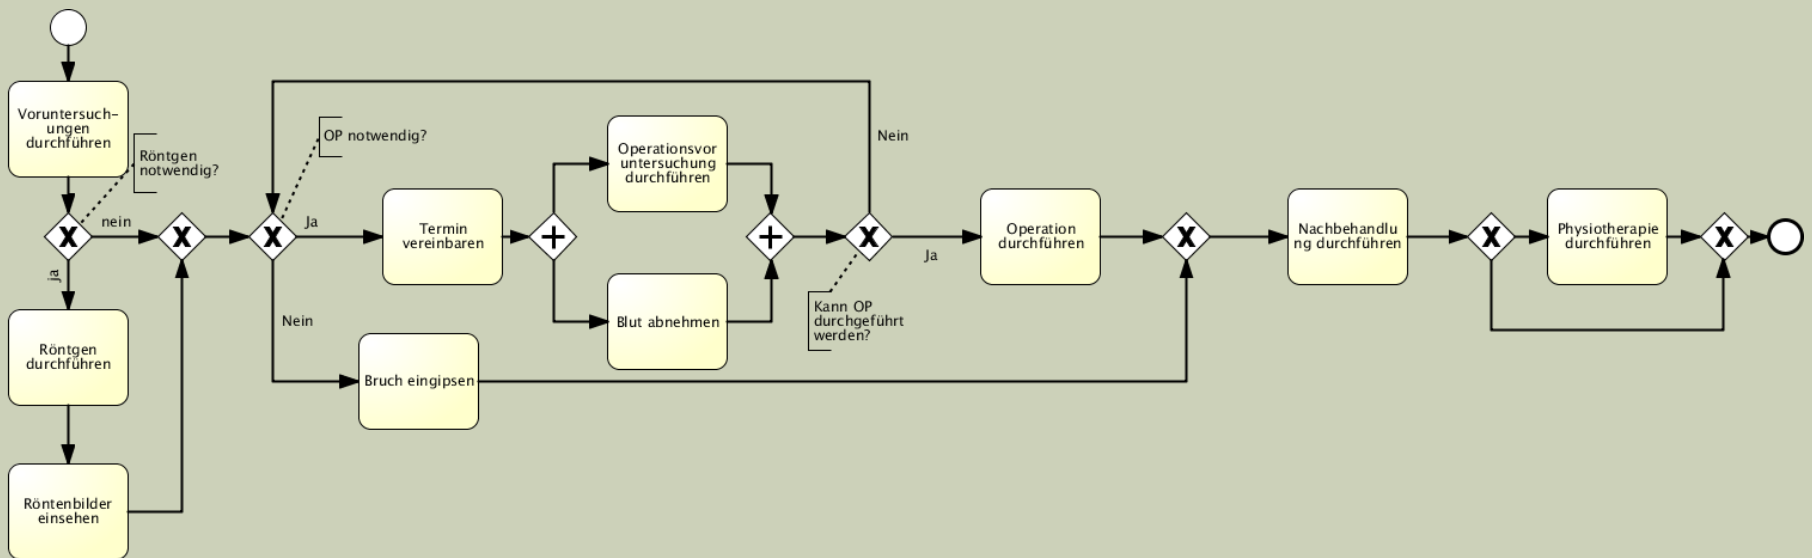 Voruntersuch-
ungen
durchführen
Röntgen
notwendig?
nein
ja
Röntgen
durchführen
Röntenbilder
einsehen
OP notwendig?
Ja
Nein
Termin
vereinbaren
Bruch eingipsen
Operationsvor
untersuchung
durchführen
Blut abnehmen
Nein
Ja
Kann OP
durchgeführt
werden?
Operation
durchführen
Nachbehandlu
ng durchführen
Physiotherapie
durchführen